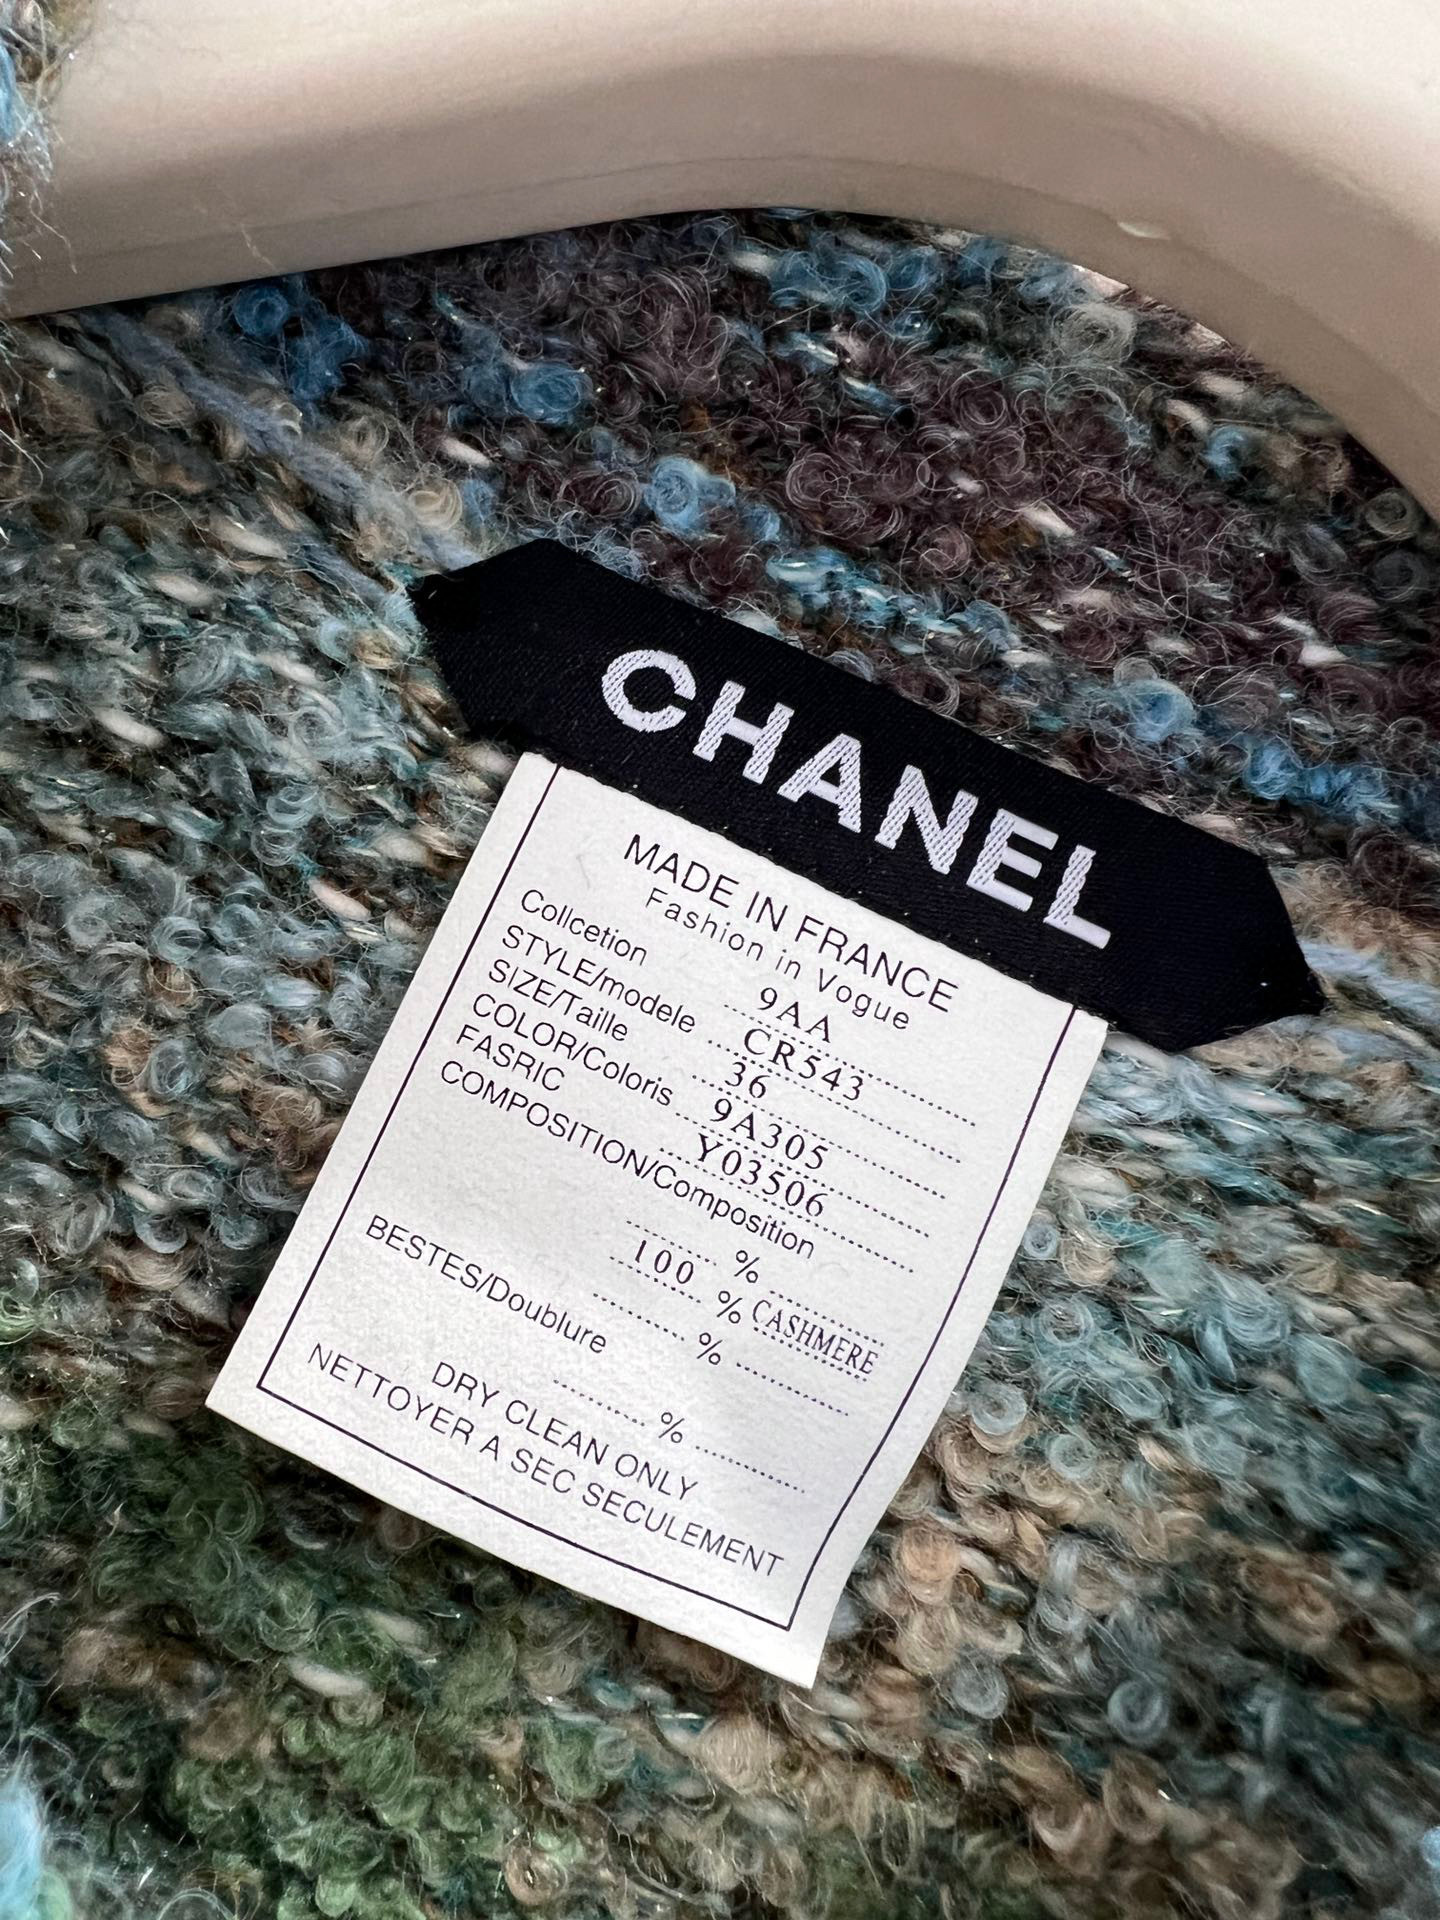 CHANEL
MADE IN FRANCE
Fashion in Vogue
Collcetion 9AA
STYLE/modele CR543
SIZE/Taille 36
COLOR/Coloris 9A305
FASRIC Y03506
COMPOSITION/Composition
%
100 % CASHMERE
%
BESTES/Doublure
%
DRY CLEAN ONLY
NETTOYER A SEC SECULEMENT